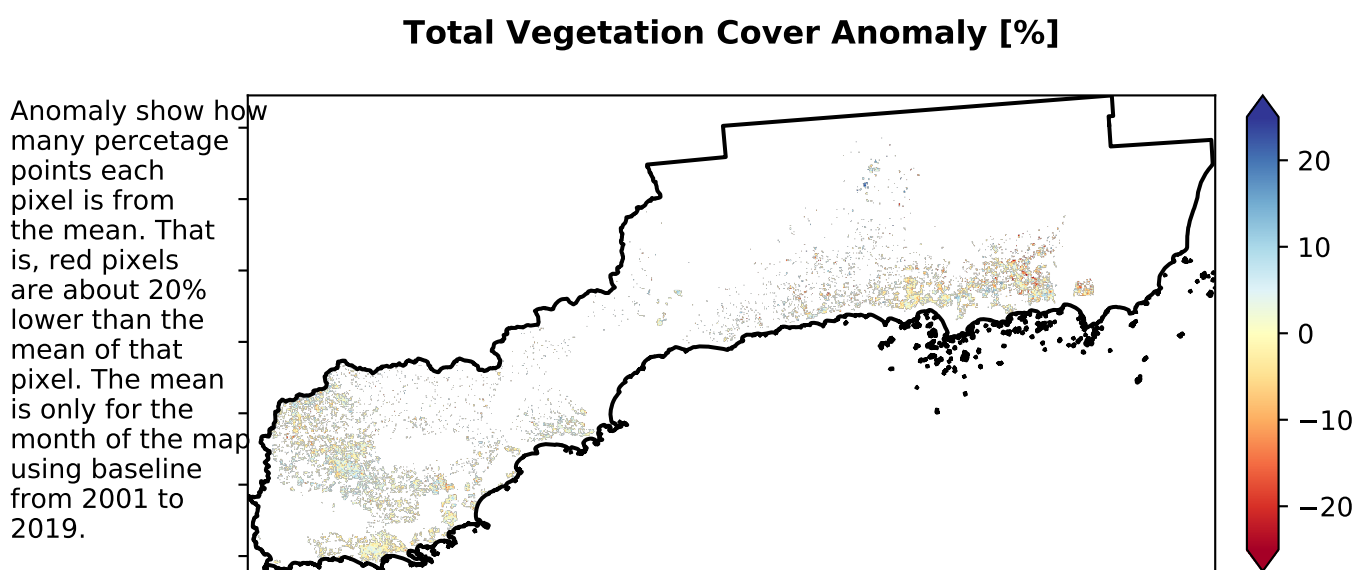 Total Vegetation Cover Anomaly [%]
Anomaly show how
many percetage
points each
pixel is from
the mean. That
is, red pixels
are about 20%
lower than the
mean of that
pixel. The mean
is only for the
month of the map
using baseline
from 2001 to
2019.
20
10
0
−10
−20